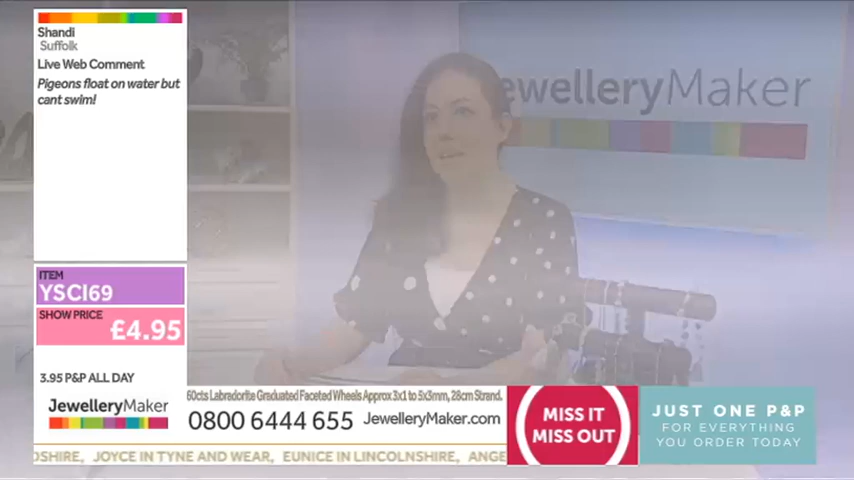 Shandi
Suffolk
Live Web Comment
Pigeons float on water but
cant swim!
JewelleryMaker
ITEM
YSCI69
SHOW PRICE
£4.95
3.95 P&P ALL DAY
JewelleryMaker
60cts Labradorite Graduated Faceted Wheels Approx 3x1 to 5x3mm, 28cm Strand.
0800 6444 655 JewelleryMaker.com
MISS IT
MISS OUT
JUST ONE P&P
FOR EVERYTHING
YOU ORDER TODAY
DSHIRE, JOYCE IN TYNE AND WEAR, EUNICE IN LINCOLNSHIRE, ANGE